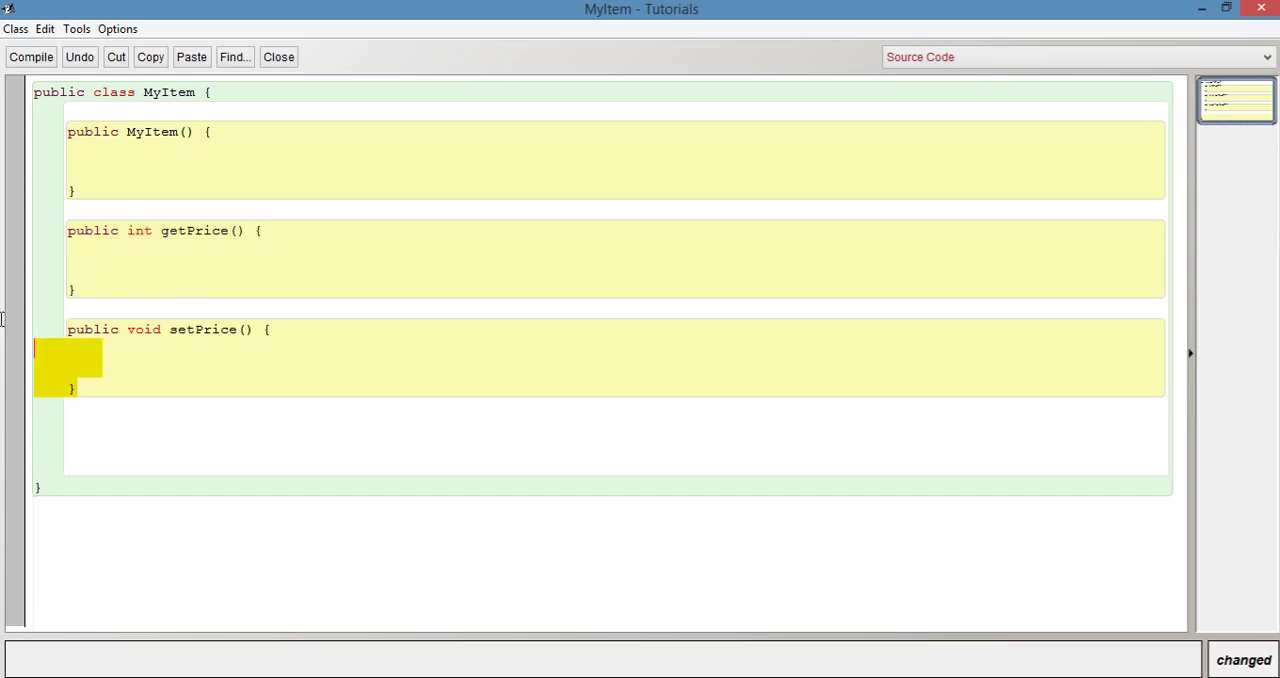 MyItem - Tutorials
Class Edit Tools Options
Compile Undo Cut Copy Paste Find... Close Source Code
public class MyItem {
public MyItem() {
}
public int getPrice() {
}
public void setPrice() {
}
}
changed